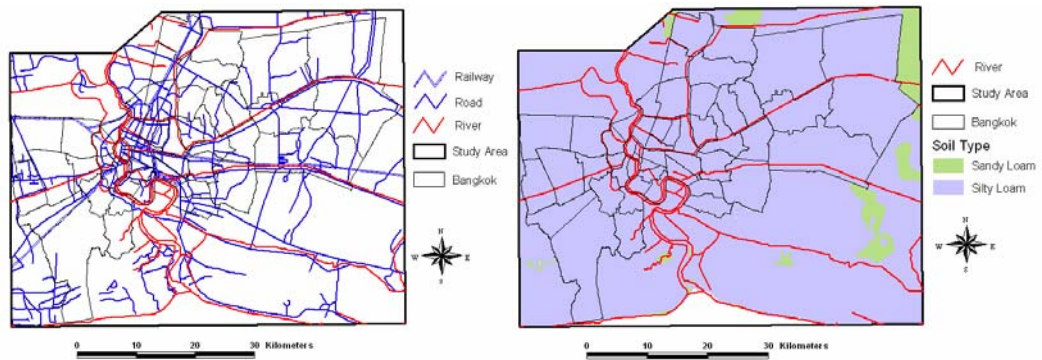 Railway
Road
River
Study Area
Bangkok
N
W E
S
0 10 20 30 Kilometers
River
Study Area
Bangkok
Soil Type
Sandy Loam
Silty Loam
N
W E
S
0 10 20 30 Kilometers